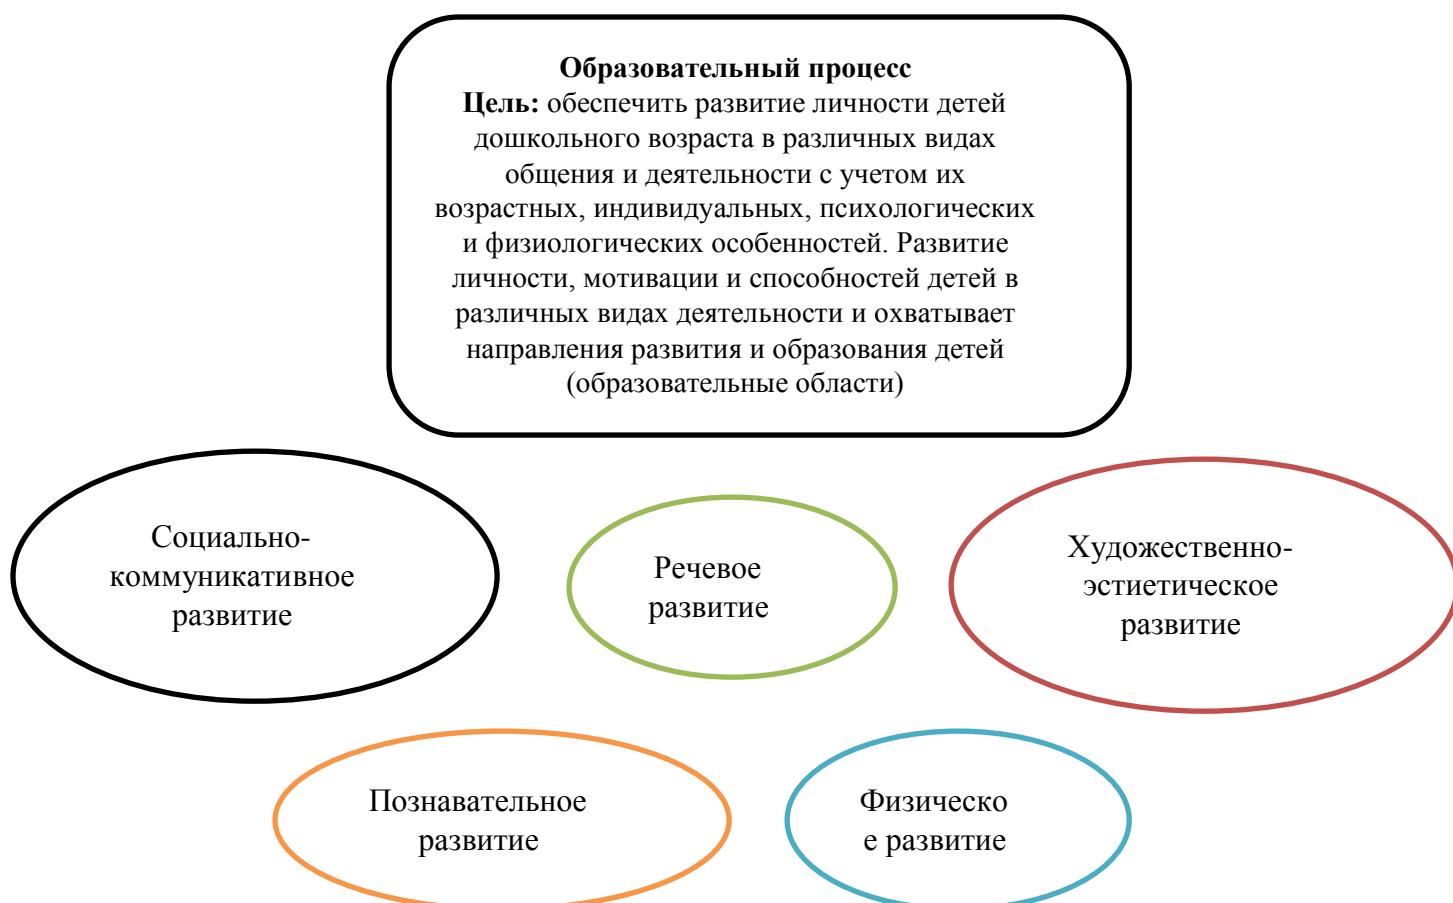 Образовательный процесс
Цель: обеспечить развитие личности детей
дошкольного возраста в различных видах
общения и деятельности с учетом их
возрастных, индивидуальных, психологических
и физиологических особенностей. Развитие
личности, мотивации и способностей детей в
различных видах деятельности и охватывает
направления развития и образования детей
(образовательные области)
Социально-
коммуникативное
развитие
Речевое
развитие
Художественно-
эстиетическое
развитие
Познавательное
развитие
Физическо
е развитие